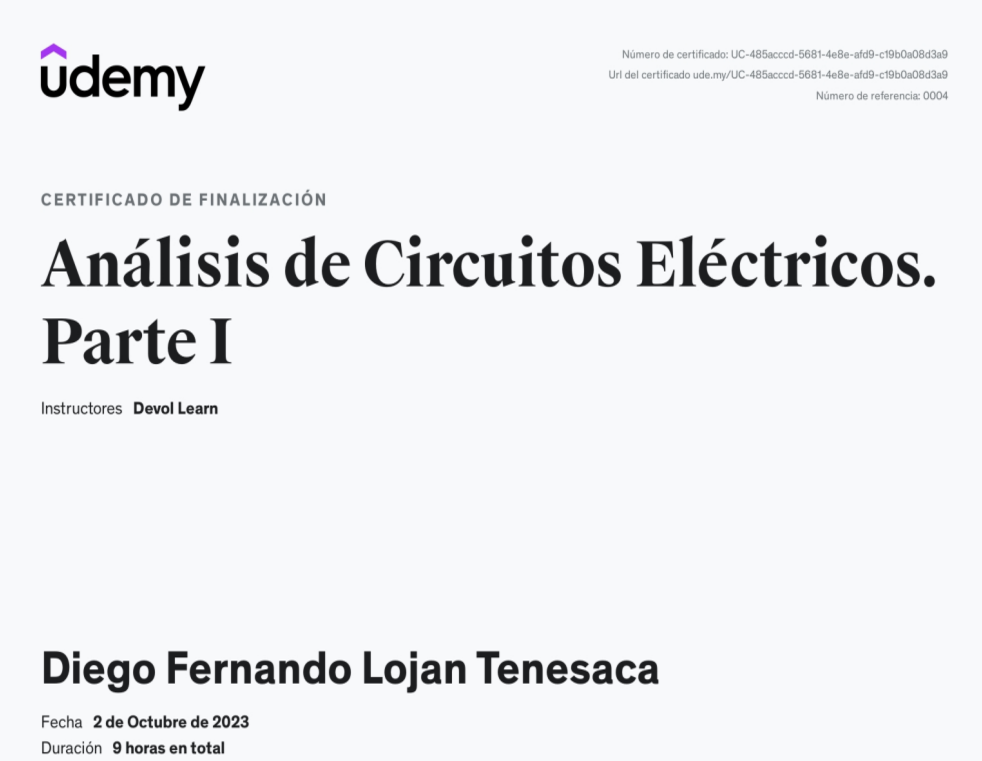 udemy
Número de certificado: UC-485acccd-5681-4e8e-afd9-c19b0a08d3a9
Url del certificado ude.my/UC-485acccd-5681-4e8e-afd9-c19b0a08d3a9
Número de referencia: 0004
CERTIFICADO DE FINALIZACIÓN
Análisis de Circuitos Eléctricos.
Parte I
Instructores Devol Learn
Diego Fernando Lojan Tenesaca
Fecha 2 de Octubre de 2023
Duración 9 horas en total